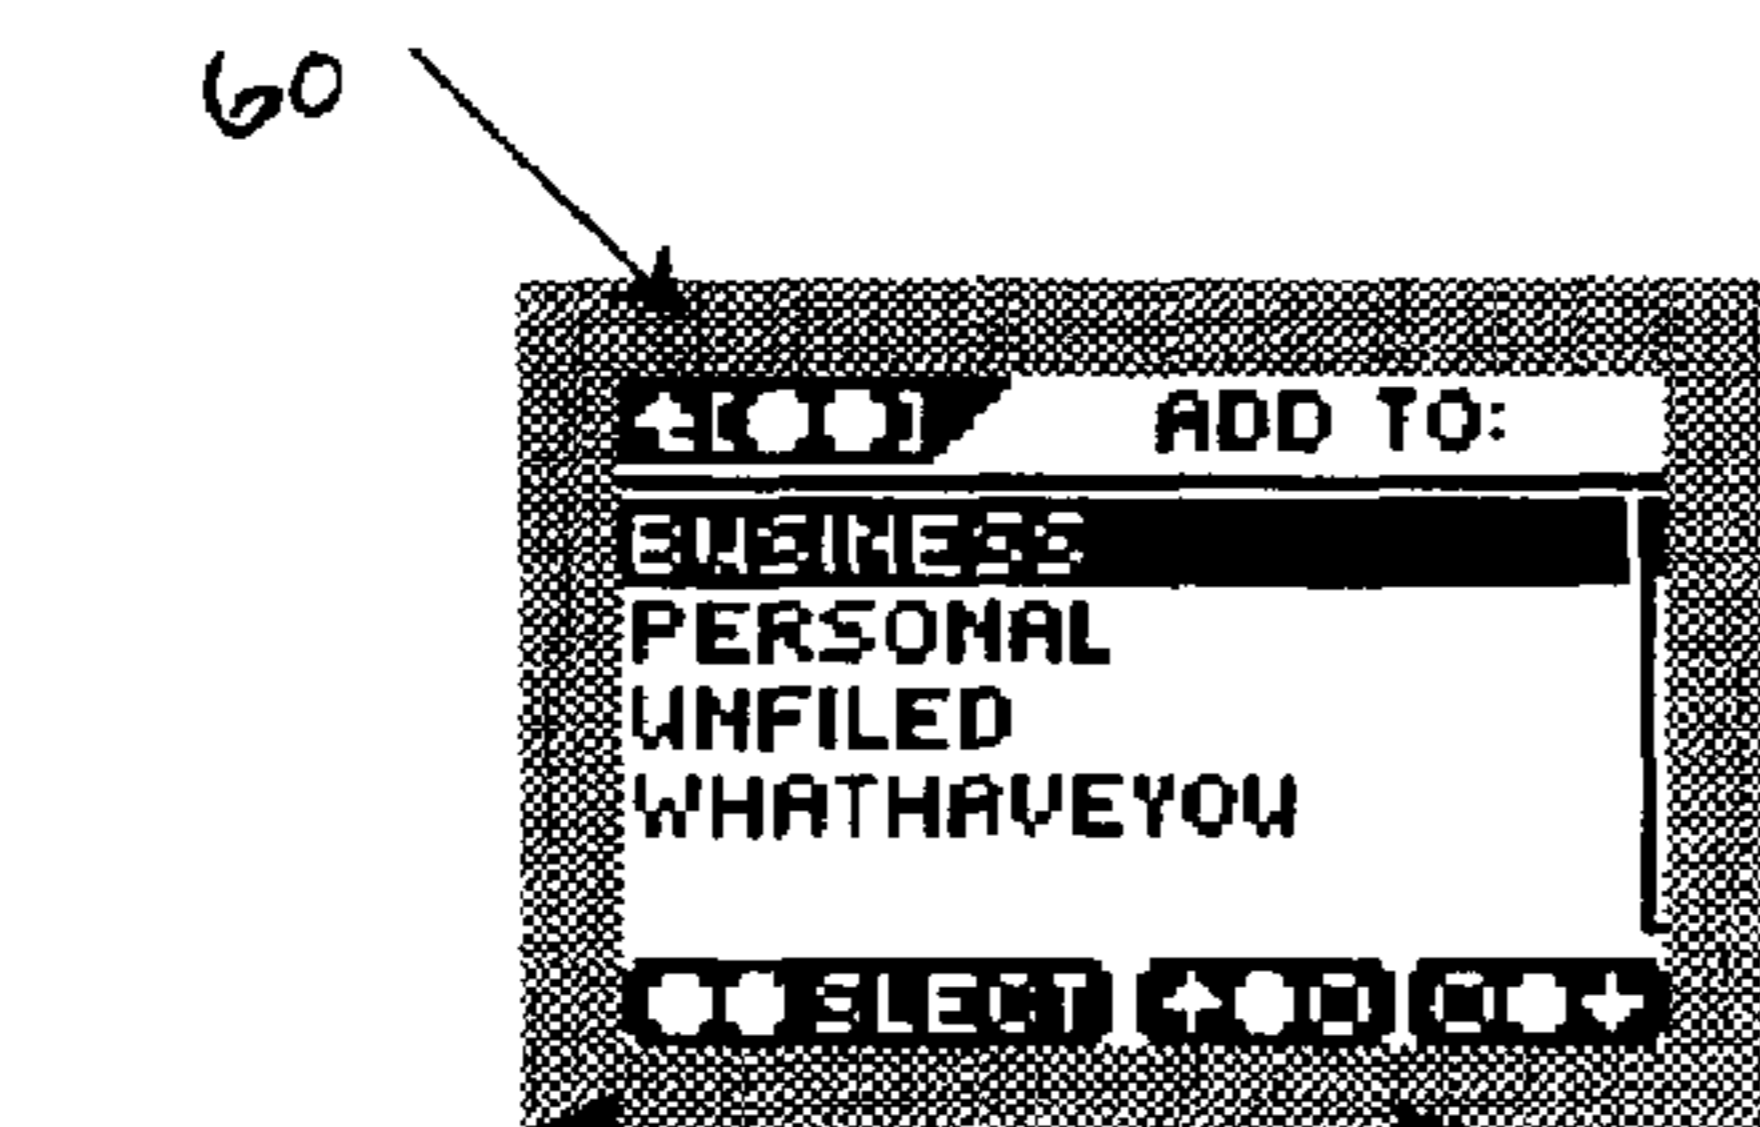 60
ADD TO:
BUSINESS
PERSONAL
UNFILED
WHATHAVEYOU
SLECT